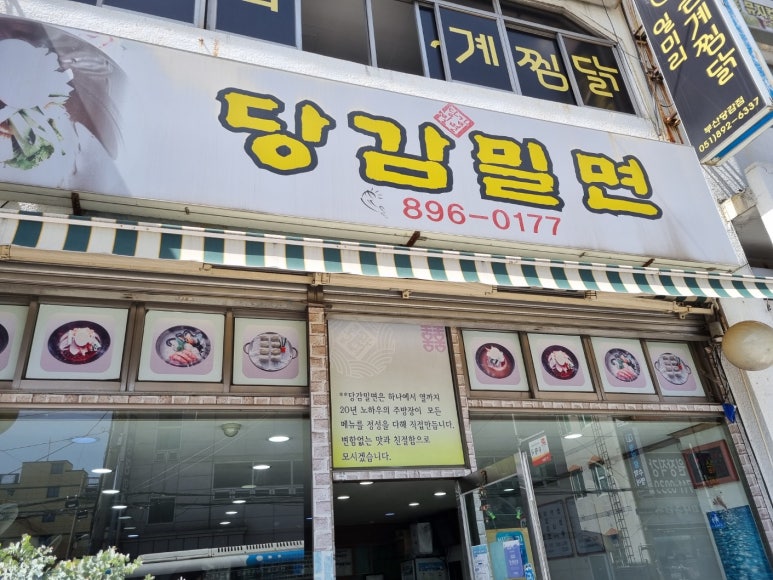 계찜닭
일미리
금계찜닭
부산당감점
051)892-6337
당감밀면
896-0177
**당감밀면은 하나에서 열까지
20년 노하우의 주방장이 모든
메뉴를 정성을 다해 직접만듭니다.
변함없는 맛과 친절함으로
모시겠습니다.